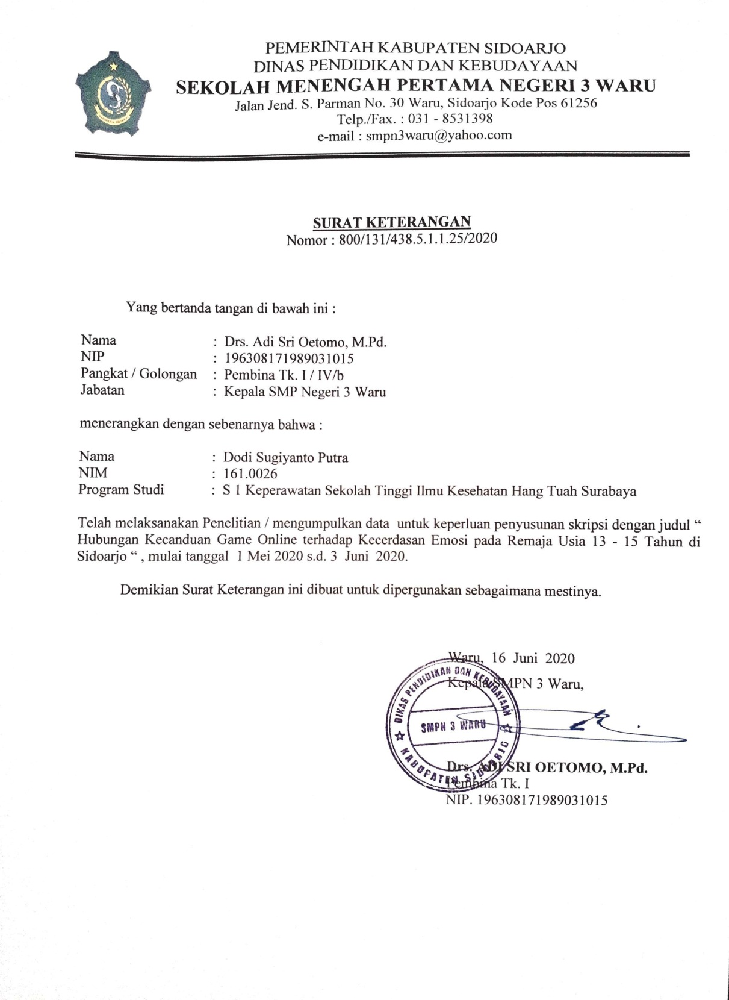 PEMERINTAH KABUPATEN SIDOARJO
DINAS PENDIDIKAN DAN KEBUDAYAAN
SEKOLAH MENENGAH PERTAMA NEGERI 3 WARU
Jalan Jend. S. Parman No. 30 Waru, Sidoarjo Kode Pos 61256
Telp./Fax. : 031 - 8531398
e-mail : smpn3waru@yahoo.com
SURAT KETERANGAN
Nomor : 800/131/438.5.1.1.25/2020
Yang bertanda tangan di bawah ini :
Nama : Drs. Adi Sri Oetomo, M.Pd.
NIP : 196308171989031015
Pangkat / Golongan : Pembina Tk. I / IV/b
Jabatan : Kepala SMP Negeri 3 Waru
menerangkan dengan sebenarnya bahwa :
Nama : Dodi Sugiyanto Putra
NIM : 161.0026
Program Studi : S 1 Keperawatan Sekolah Tinggi Ilmu Kesehatan Hang Tuah Surabaya
Telah melaksanakan Penelitian / mengumpulkan data untuk keperluan penyusunan skripsi dengan judul “
Hubungan Kecanduan Game Online terhadap Kecerdasan Emosi pada Remaja Usia 13 - 15 Tahun di
Sidoarjo “ , mulai tanggal 1 Mei 2020 s.d. 3 Juni 2020.
Demikian Surat Keterangan ini dibuat untuk dipergunakan sebagaimana mestinya.
Waru, 16 Juni 2020
Kepala SMPN 3 Waru,
DINAS PENDIDIKAN DAN KEBUDAYAAN
SMPN 3 WARU
KABUPATEN SIDOARJO
Drs. ADI SRI OETOMO, M.Pd.
Pembina Tk. I
NIP. 196308171989031015